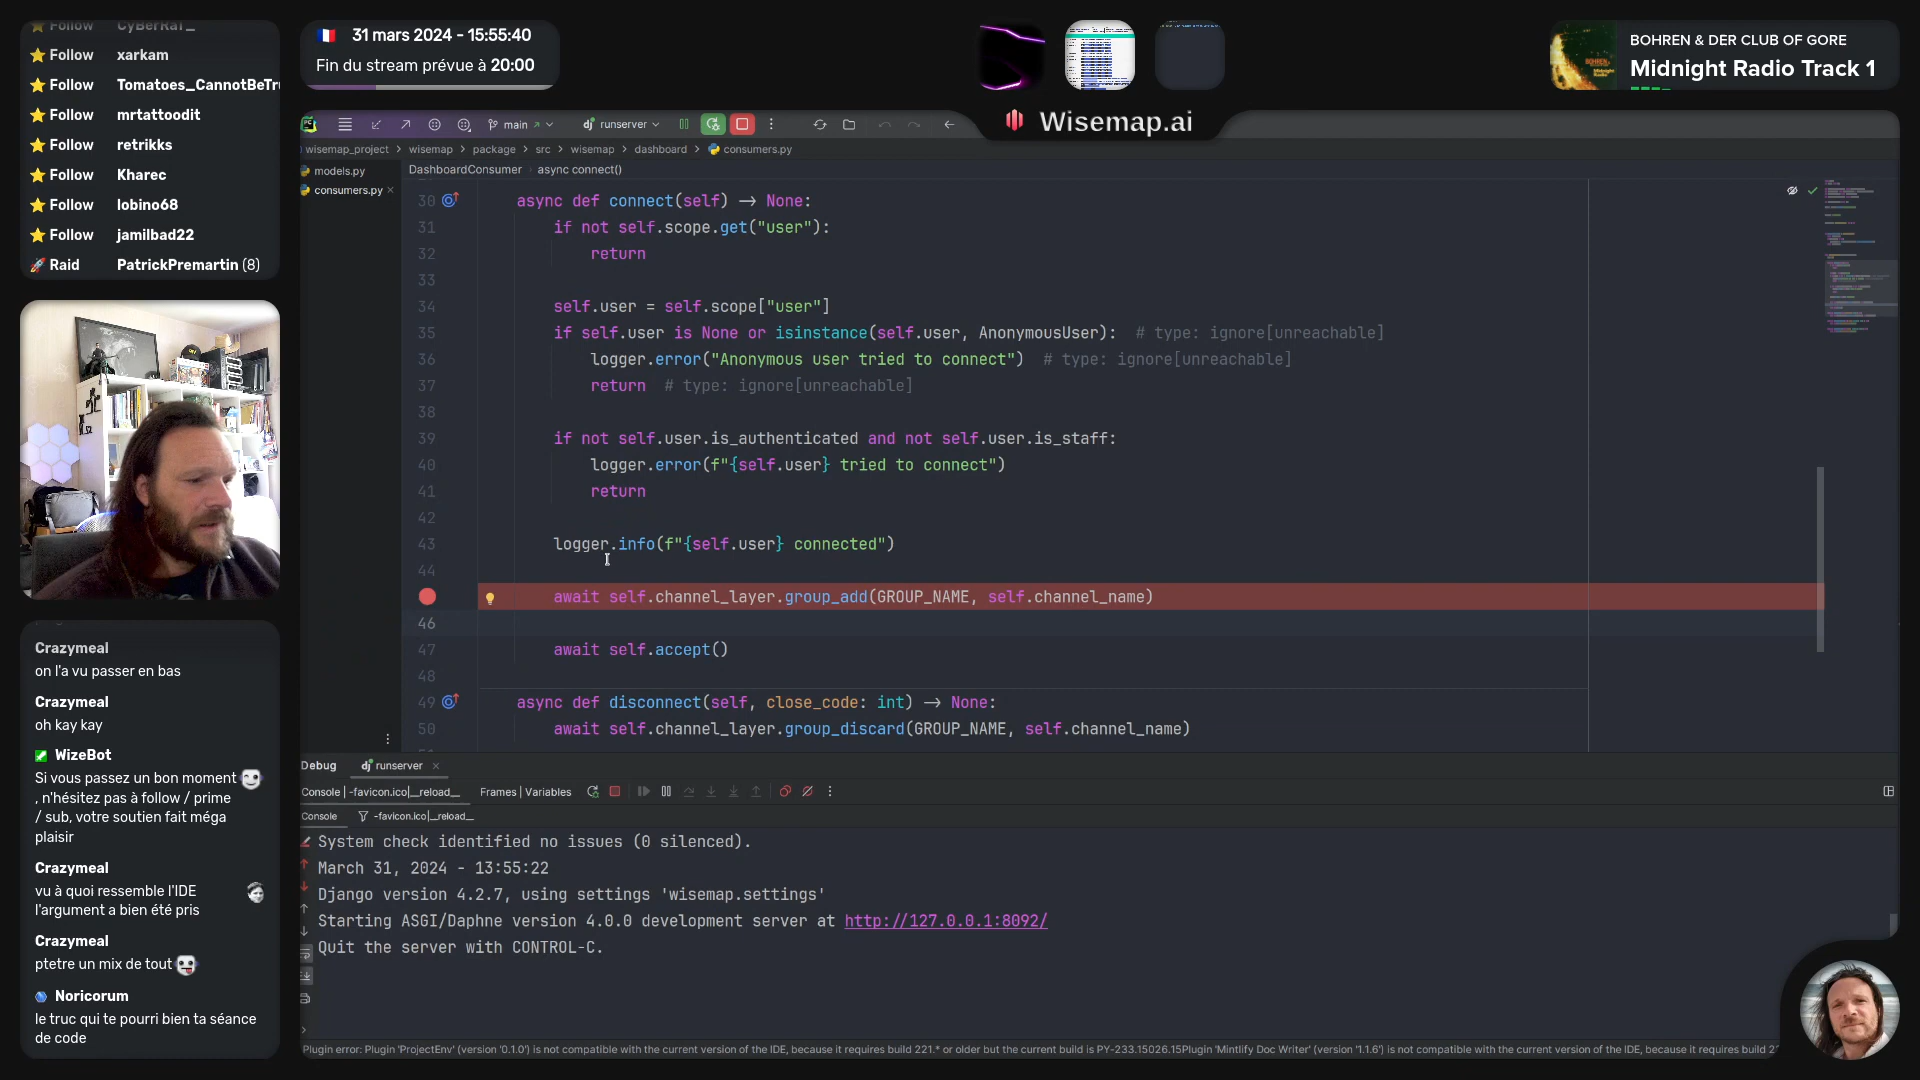 Follow CyBerRaT_
Follow xarkam
Follow Tomatoes_CannotBeTr
Follow mrtattoodit
Follow retrikks
Follow Kharec
Follow lobino68
Follow jamilbad22
Raid PatrickPremartin (8)
31 mars 2024 - 15:55:40
Fin du stream prévue à 20:00
BOHREN & DER CLUB OF GORE
Midnight Radio Track 1
Wisemap.ai
main
runserver
wisemap_project > wisemap > package > src > wisemap > dashboard > consumers.py
models.py
consumers.py
DashboardConsumer async connect()
30 async def connect(self) -> None:
31 if not self.scope.get("user"):
32 return
33
34 self.user = self.scope["user"]
35 if self.user is None or isinstance(self.user, AnonymousUser): # type: ignore[unreachable]
36 logger.error("Anonymous user tried to connect") # type: ignore[unreachable]
37 return # type: ignore[unreachable]
38
39 if not self.user.is_authenticated and not self.user.is_staff:
40 logger.error(f"{self.user} tried to connect")
41 return
42
43 logger.info(f"{self.user} connected")
44
await self.channel_layer.group_add(GROUP_NAME, self.channel_name)
46
47 await self.accept()
48
49 async def disconnect(self, close_code: int) -> None:
50 await self.channel_layer.group_discard(GROUP_NAME, self.channel_name)
Debug runserver
Console | -favicon.ico|__reload__ Frames | Variables
Console -favicon.ico|__reload__
System check identified no issues (0 silenced).
March 31, 2024 - 13:55:22
Django version 4.2.7, using settings 'wisemap.settings'
Starting ASGI/Daphne version 4.0.0 development server at http://127.0.0.1:8092/
Quit the server with CONTROL-C.
Plugin error: Plugin 'ProjectEnv' (version '0.1.0') is not compatible with the current version of the IDE, because it requires build 221.* or older but the current build is PY-233.15026.15Plugin 'Mintlify Doc Writer' (version '1.1.6') is not compatible with the current version of the IDE, because it requires build 22
Crazymeal
on l'a vu passer en bas
Crazymeal
oh kay kay
WizeBot
Si vous passez un bon moment
, n'hésitez pas à follow / prime
/ sub, votre soutien fait méga
plaisir
Crazymeal
vu à quoi ressemble l'IDE
l'argument a bien été pris
Crazymeal
ptetre un mix de tout
Noricorum
le truc qui te pourri bien ta séance
de code